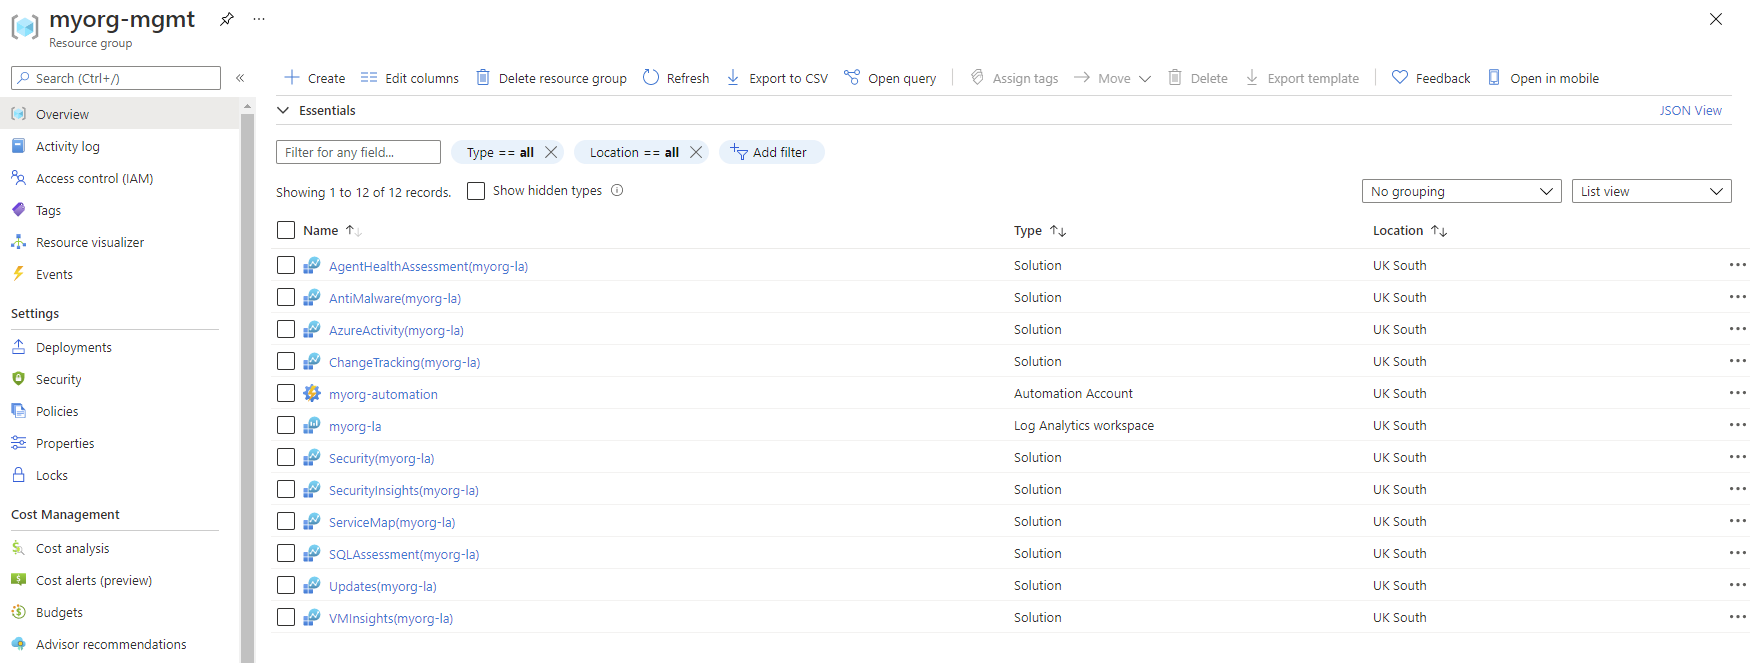 myorg-mgmt
Resource group
Search (Ctrl+/)
Overview
Activity log
Access control (IAM)
Tags
Resource visualizer
Events
Settings
Deployments
Security
Policies
Properties
Locks
Cost Management
Cost analysis
Cost alerts (preview)
Budgets
Advisor recommendations
Create Edit columns Delete resource group Refresh Export to CSV Open query Assign tags Move Delete Export template Feedback Open in mobile
Essentials JSON View
Filter for any field... Type == all Location == all Add filter
Showing 1 to 12 of 12 records. Show hidden types No grouping List view
Name Type Location
AgentHealthAssessment(myorg-la) Solution UK South
AntiMalware(myorg-la) Solution UK South
AzureActivity(myorg-la) Solution UK South
ChangeTracking(myorg-la) Solution UK South
myorg-automation Automation Account UK South
myorg-la Log Analytics workspace UK South
Security(myorg-la) Solution UK South
SecurityInsights(myorg-la) Solution UK South
ServiceMap(myorg-la) Solution UK South
SQLAssessment(myorg-la) Solution UK South
Updates(myorg-la) Solution UK South
VMInsights(myorg-la) Solution UK South